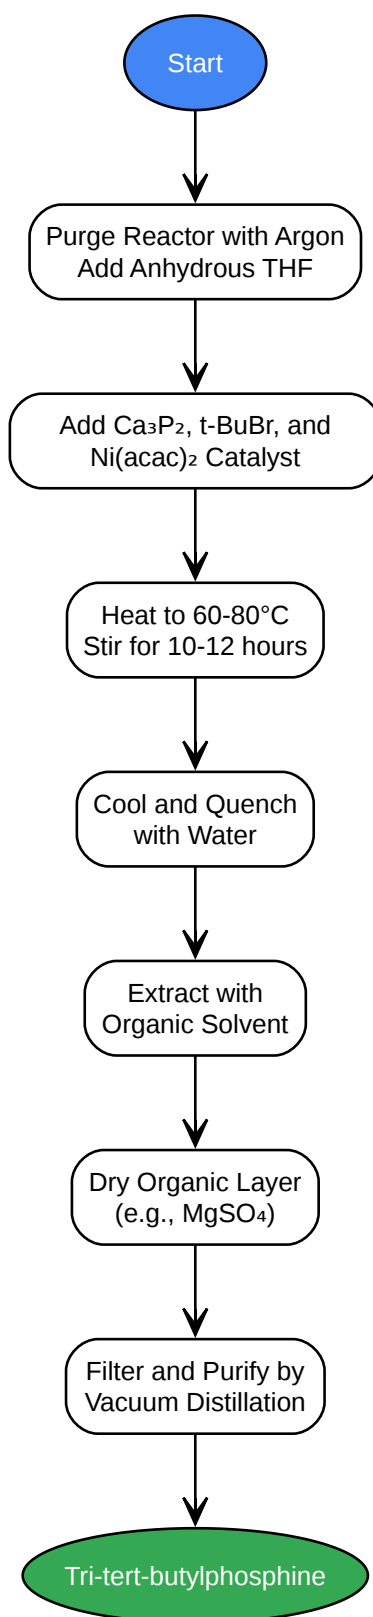 Start
Purge Reactor with Argon
Add Anhydrous THF
Add Ca₃P₂, t-BuBr, and
Ni(acac)₂ Catalyst
Heat to 60-80°C
Stir for 10-12 hours
Cool and Quench
with Water
Extract with
Organic Solvent
Dry Organic Layer
(e.g., MgSO₄)
Filter and Purify by
Vacuum Distillation
Tri-tert-butylphosphine